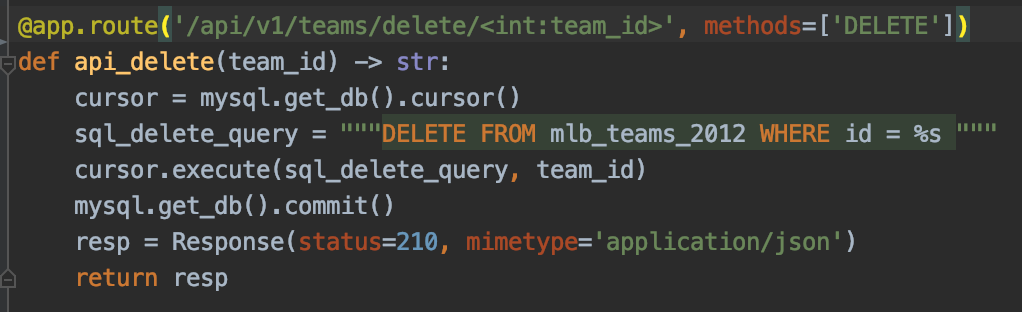 @app.route('/api/v1/teams/delete/<int:team_id>', methods=['DELETE'])
def api_delete(team_id) -> str:
    cursor = mysql.get_db().cursor()
    sql_delete_query = """DELETE FROM mlb_teams_2012 WHERE id = %s """
    cursor.execute(sql_delete_query, team_id)
    mysql.get_db().commit()
    resp = Response(status=210, mimetype='application/json')
    return resp